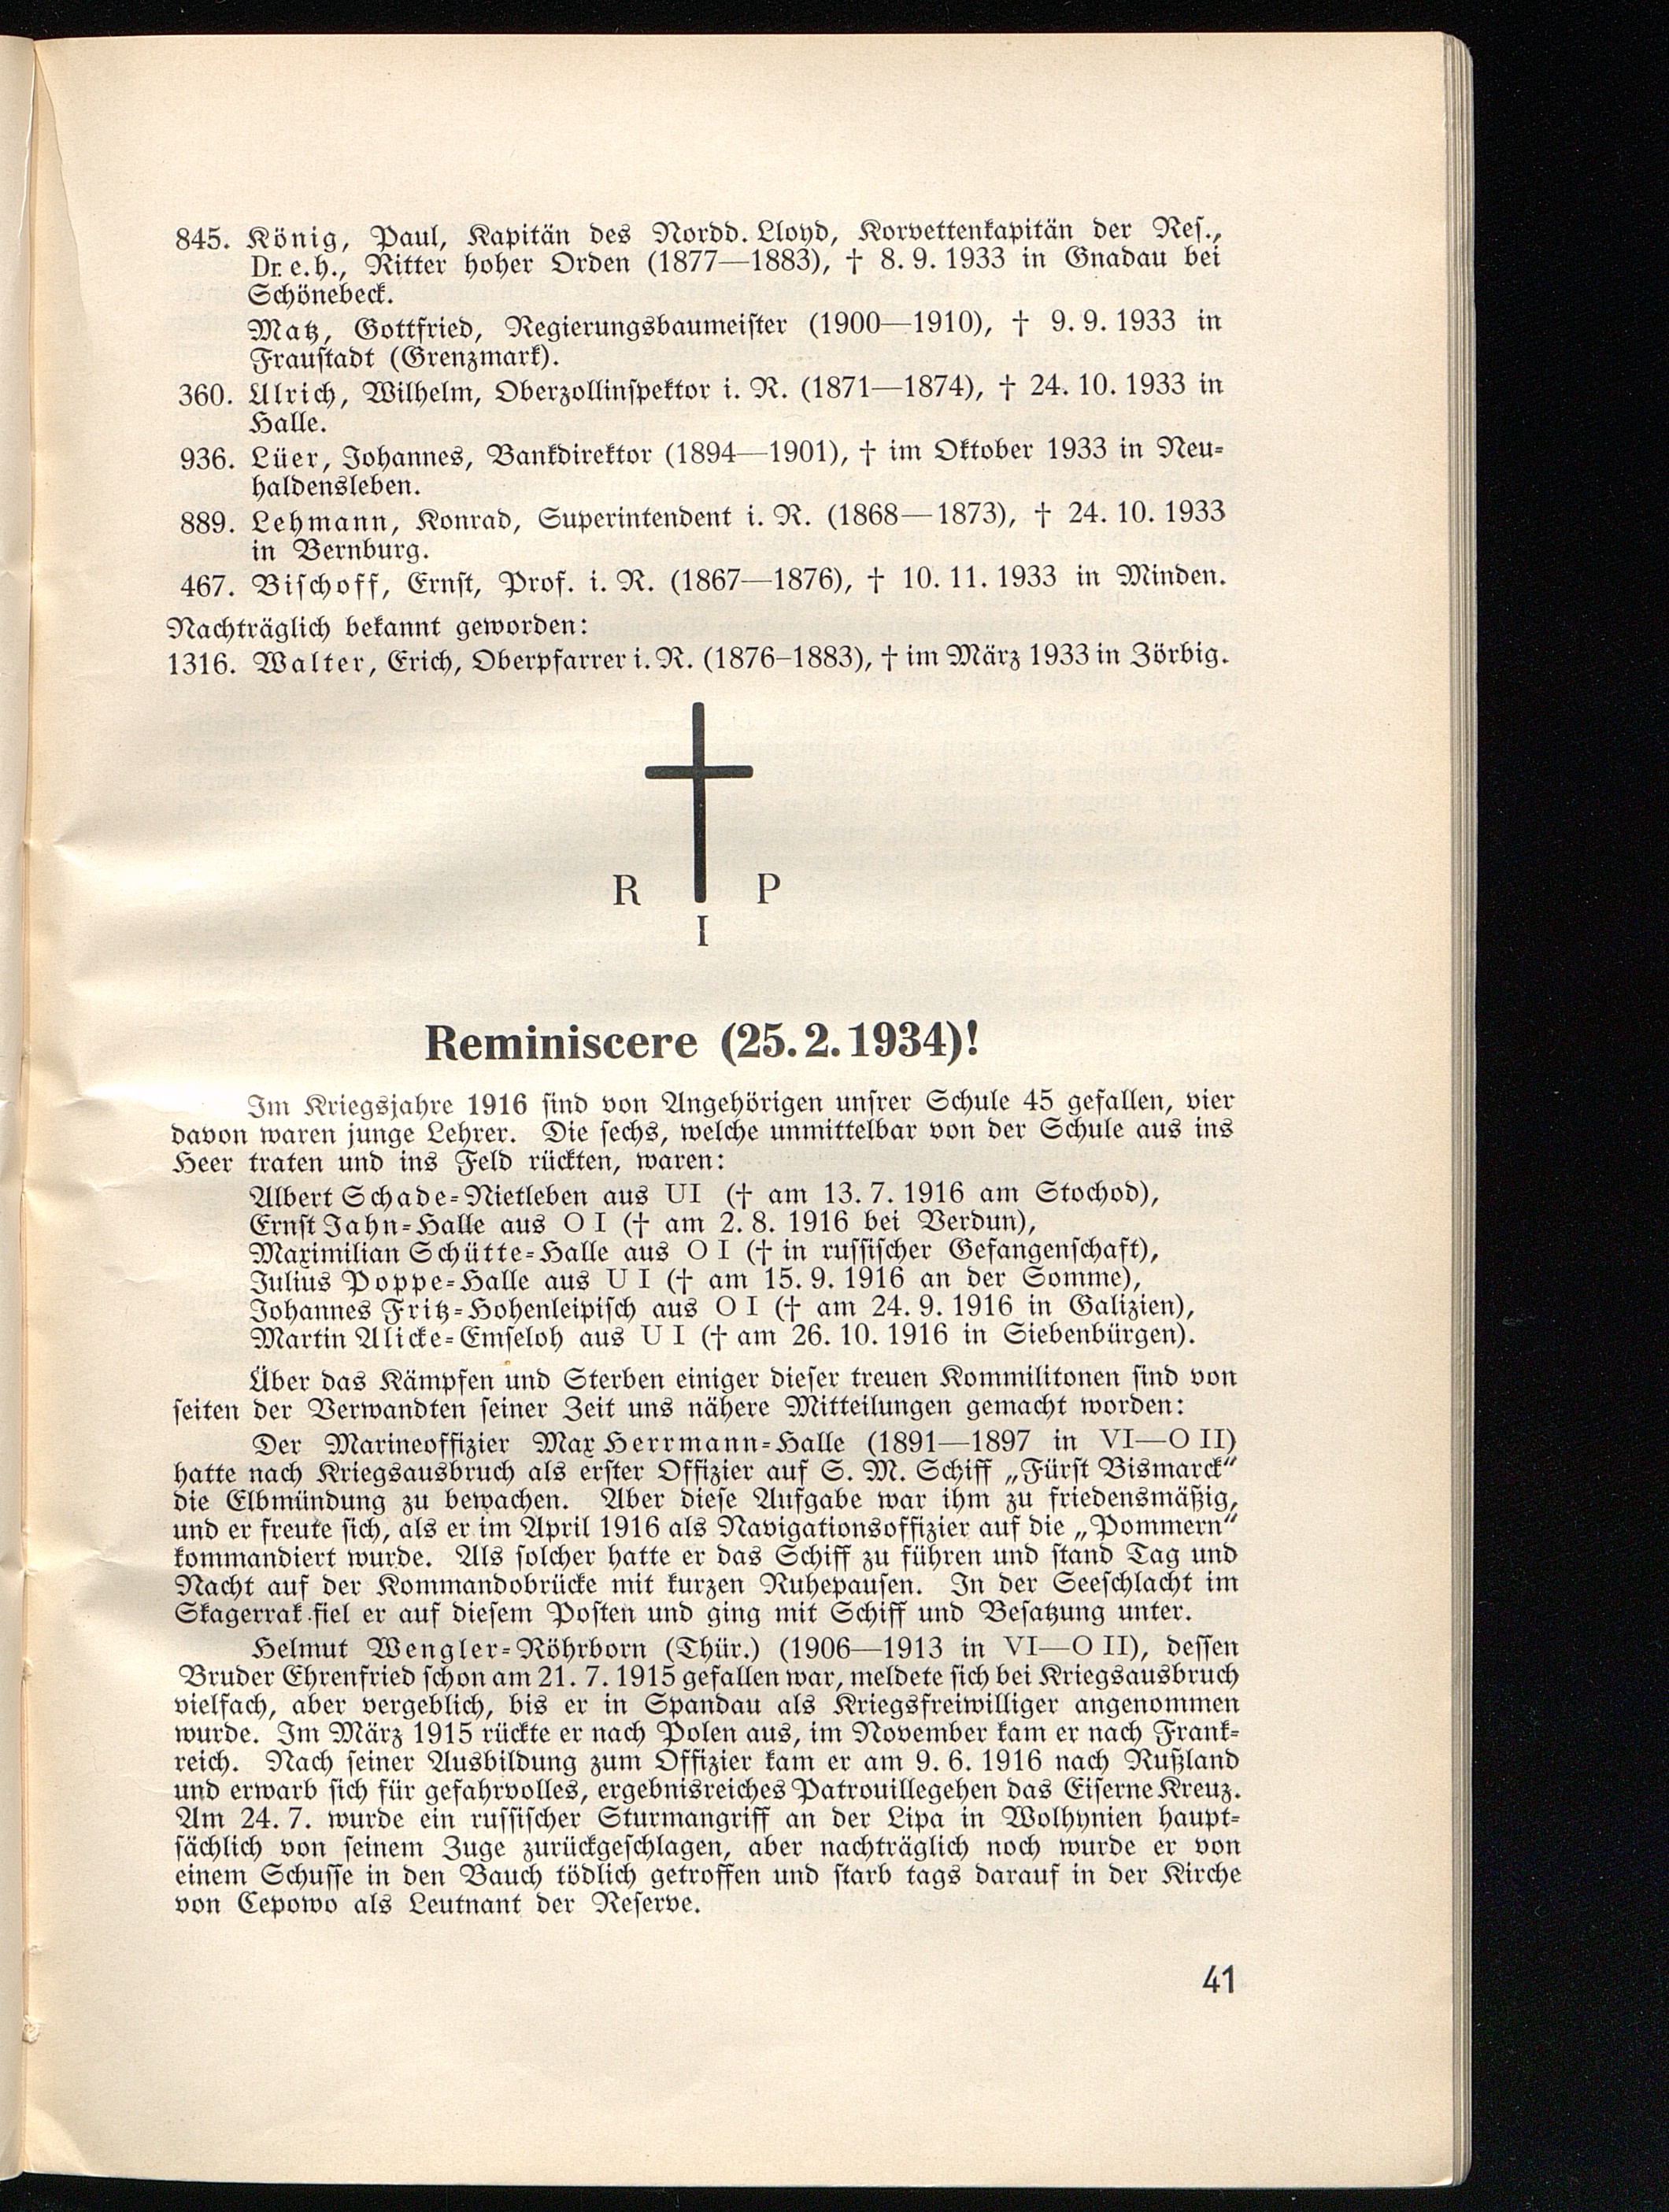 845. König, Paul, Kapitän des Nordd. Lloyd, Korvettenkapitän der Res.,
Dr. e. h., Ritter hoher Orden (1877—1883), † 8. 9. 1933 in Gnadau bei
Schönebeck.
Matz, Gottfried, Regierungsbaumeister (1900—1910), † 9. 9. 1933 in
Fraustadt (Grenzmark).
360. Ulrich, Wilhelm, Oberzollinspektor i. R. (1871—1874), † 24. 10. 1933 in
Halle.
936. Lüer, Johannes, Bankdirektor (1894—1901), † im Oktober 1933 in Neu-
haldensleben.
889. Lehmann, Konrad, Superintendent i. R. (1868—1873), † 24. 10. 1933
in Bernburg.
467. Bischoff, Ernst, Prof. i. R. (1867—1876), † 10. 11. 1933 in Minden.
Nachträglich bekannt geworden:
1316. Walter, Erich, Oberpfarrer i. R. (1876–1883), † im März 1933 in Zörbig.
R P
I
Reminiscere (25. 2. 1934)!
Im Kriegsjahre 1916 sind von Angehörigen unsrer Schule 45 gefallen, vier
davon waren junge Lehrer. Die sechs, welche unmittelbar von der Schule aus ins
Heer traten und ins Feld rückten, waren:
Albert Schade-Nietleben aus UI († am 13. 7. 1916 am Stochod),
Ernst Jahn-Halle aus O I († am 2. 8. 1916 bei Verdun),
Maximilian Schütte-Halle aus O I († in russischer Gefangenschaft),
Julius Poppe-Halle aus U I († am 15. 9. 1916 an der Somme),
Johannes Fritz-Hohenleipisch aus O I († am 24. 9. 1916 in Galizien),
Martin Alicke-Emseloh aus U I († am 26. 10. 1916 in Siebenbürgen).
Über das Kämpfen und Sterben einiger dieser treuen Kommilitonen sind von
seiten der Verwandten seiner Zeit uns nähere Mitteilungen gemacht worden:
Der Marineoffizier Max Herrmann-Halle (1891—1897 in VI—O II)
hatte nach Kriegsausbruch als erster Offizier auf S. M. Schiff „Fürst Bismarck“
die Elbmündung zu bewachen. Aber diese Aufgabe war ihm zu friedensmäßig,
und er freute sich, als er im April 1916 als Navigationsoffizier auf die „Pommern“
kommandiert wurde. Als solcher hatte er das Schiff zu führen und stand Tag und
Nacht auf der Kommandobrücke mit kurzen Ruhepausen. In der Seeschlacht im
Skagerrak fiel er auf diesem Posten und ging mit Schiff und Besatzung unter.
Helmut Wengler-Röhrborn (Thür.) (1906—1913 in VI—O II), dessen
Bruder Ehrenfried schon am 21. 7. 1915 gefallen war, meldete sich bei Kriegsausbruch
vielfach, aber vergeblich, bis er in Spandau als Kriegsfreiwilliger angenommen
wurde. Im März 1915 rückte er nach Polen aus, im November kam er nach Frank-
reich. Nach seiner Ausbildung zum Offizier kam er am 9. 6. 1916 nach Rußland
und erwarb sich für gefahrvolles, ergebnisreiches Patrouillegehen das Eiserne Kreuz.
Am 24. 7. wurde ein russischer Sturmangriff an der Lipa in Wolhynien haupt-
sächlich von seinem Zuge zurückgeschlagen, aber nachträglich noch wurde er von
einem Schusse in den Bauch tödlich getroffen und starb tags darauf in der Kirche
von Cepowo als Leutnant der Reserve.
41